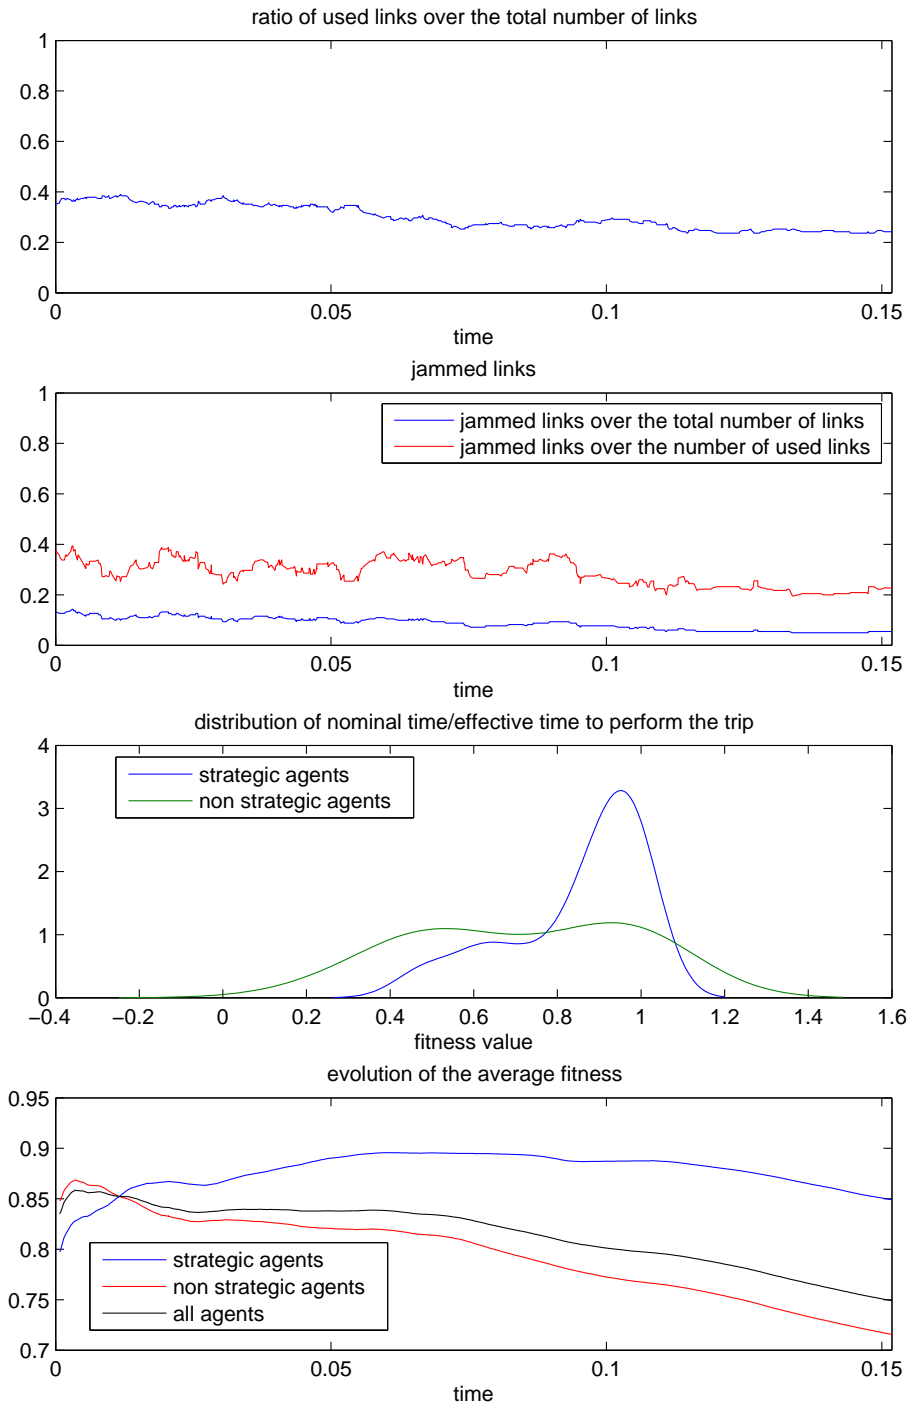 ratio of used links over the total number of links
1
0.8
0.6
0.4
0.2
0
0 0.05 0.1 0.15
time
jammed links
1
0.8
0.6
0.4
0.2
0
jammed links over the total number of links
jammed links over the number of used links
0 0.05 0.1 0.15
time
distribution of nominal time/effective time to perform the trip
4
3
2
1
0
strategic agents
non strategic agents
−0.4 −0.2 0 0.2 0.4 0.6 0.8 1 1.2 1.4 1.6
fitness value
evolution of the average fitness
0.95
0.9
0.85
0.8
0.75
0.7
strategic agents
non strategic agents
all agents
0 0.05 0.1 0.15
time